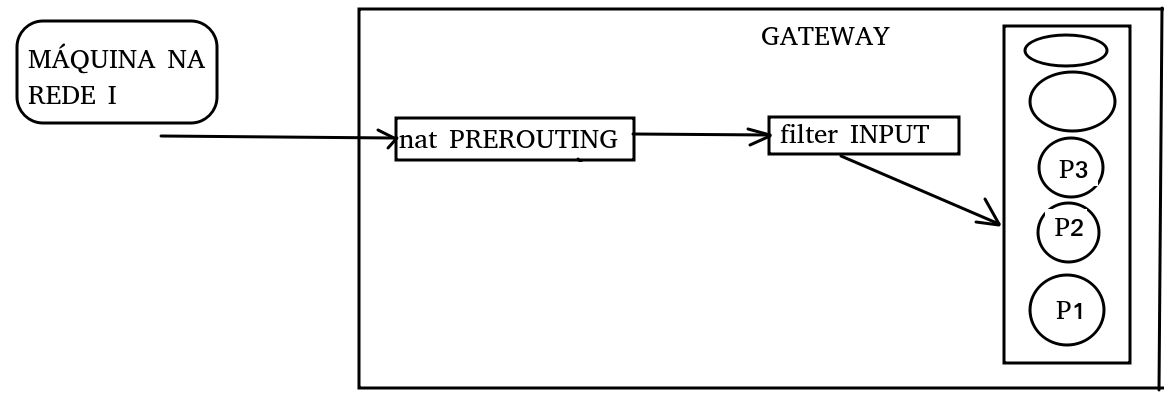 MÁQUINA NA
REDE I
GATEWAY
nat PREROUTING
filter INPUT
P3
P2
P1